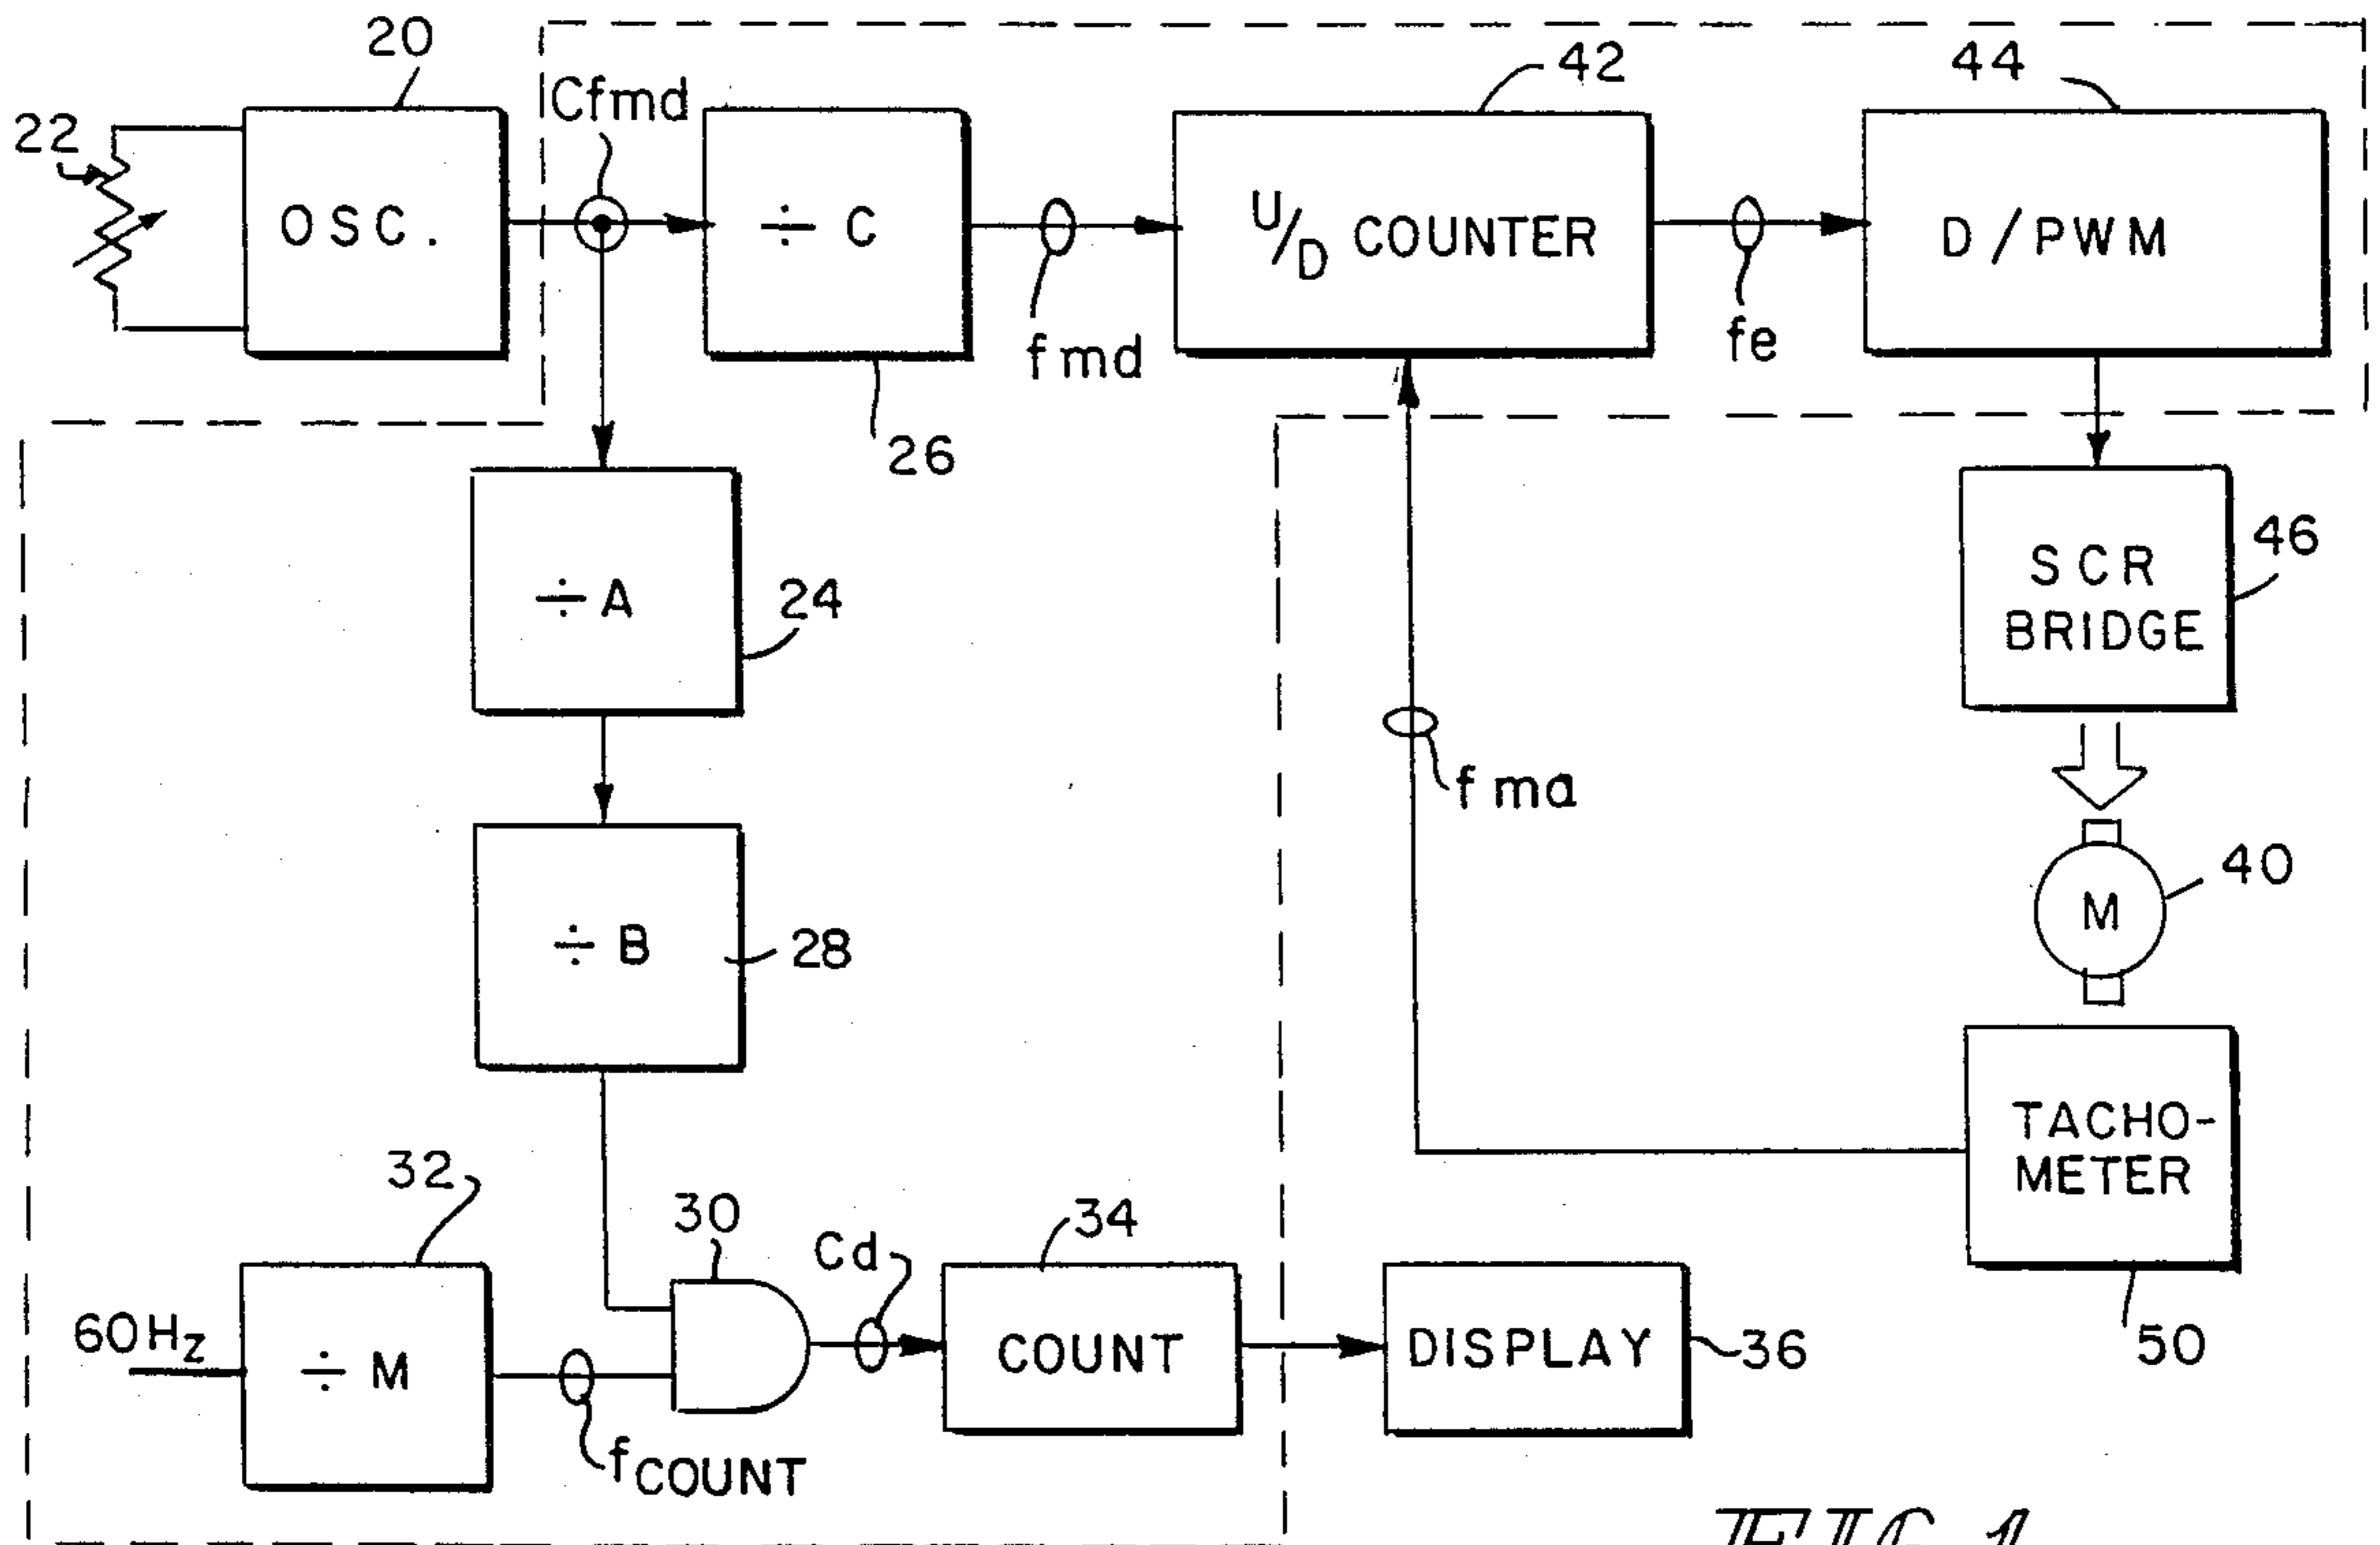 20
22
OSC.
Cfmd
÷ C
26
fmd
42
U/D COUNTER
fe
44
D/PWM
÷ A
24
SCR
BRIDGE
46
fma
M
40
÷ B
28
TACHO-
METER
50
32
60Hz
÷ M
fCOUNT
30
Cd
34
COUNT
DISPLAY
36
FIG. 1